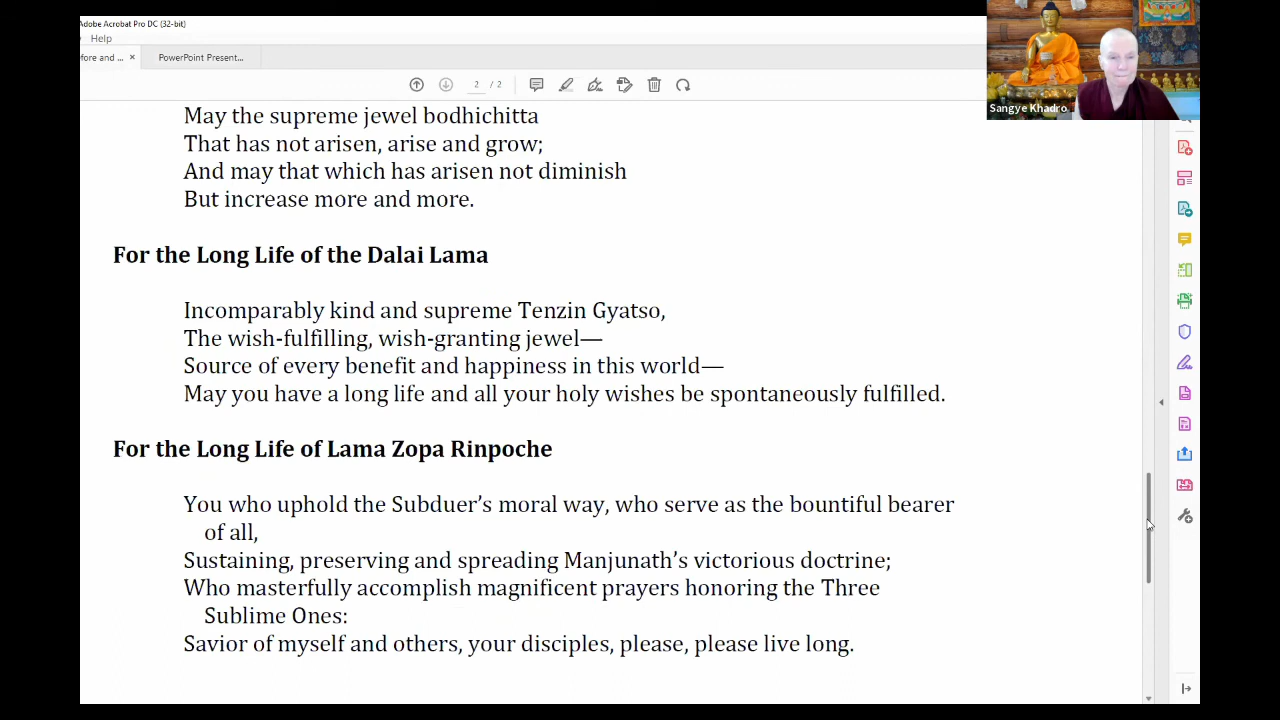 Adobe Acrobat Pro DC (32-bit)
Help
fore and ... ×
PowerPoint Present...
2 / 2
Sangye Khadro
May the supreme jewel bodhichitta
That has not arisen, arise and grow;
And may that which has arisen not diminish
But increase more and more.
For the Long Life of the Dalai Lama
Incomparably kind and supreme Tenzin Gyatso,
The wish-fulfilling, wish-granting jewel—
Source of every benefit and happiness in this world—
May you have a long life and all your holy wishes be spontaneously fulfilled.
For the Long Life of Lama Zopa Rinpoche
You who uphold the Subduer’s moral way, who serve as the bountiful bearer
of all,
Sustaining, preserving and spreading Manjunath’s victorious doctrine;
Who masterfully accomplish magnificent prayers honoring the Three
Sublime Ones:
Savior of myself and others, your disciples, please, please live long.